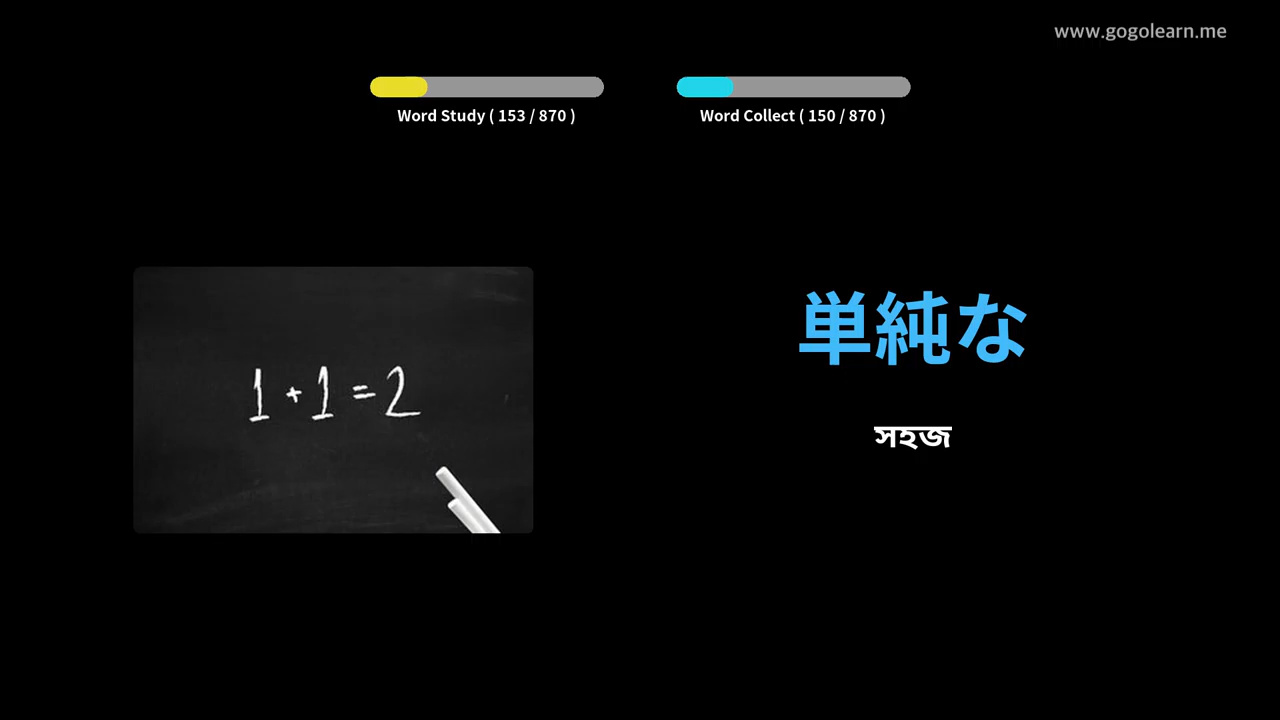 www.gogolearn.me
Word Study ( 153 / 870 )
Word Collect ( 150 / 870 )
1 + 1 = 2
単純な
সহজ